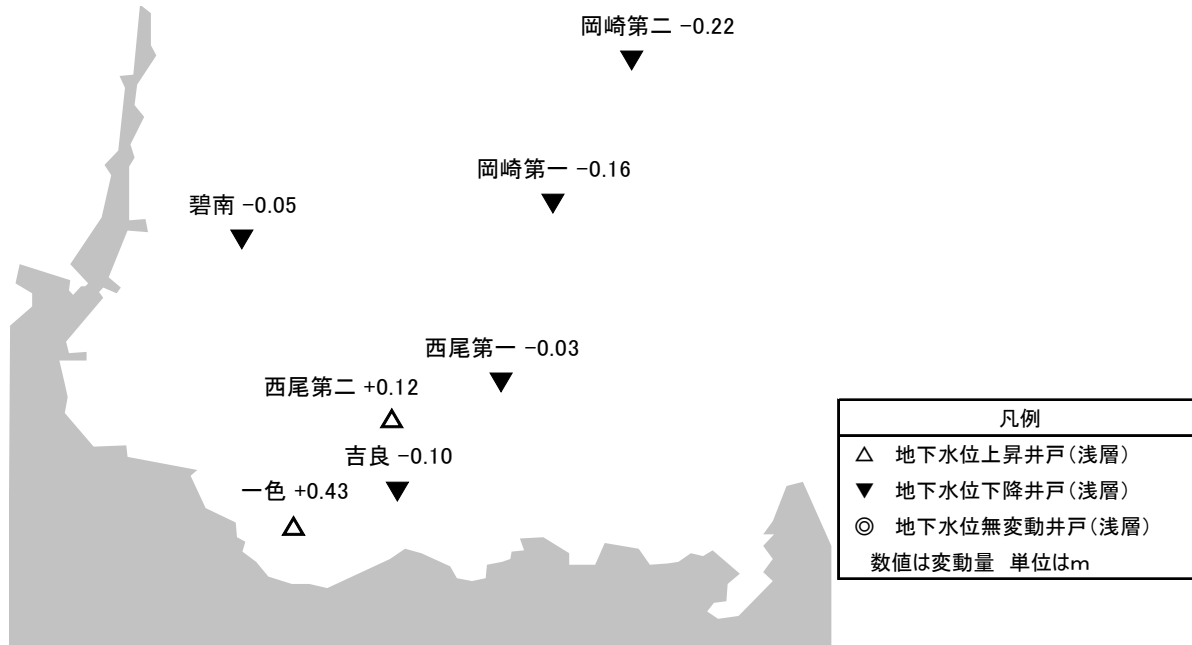 岡崎第二 −0.22
岡崎第一 −0.16
碧南 −0.05
西尾第一 −0.03
西尾第二 +0.12
吉良 −0.10
一色 +0.43
凡例
△ 地下水位上昇井戸(浅層)
▼ 地下水位下降井戸(浅層)
◎ 地下水位無変動井戸(浅層)
数値は変動量 単位はm